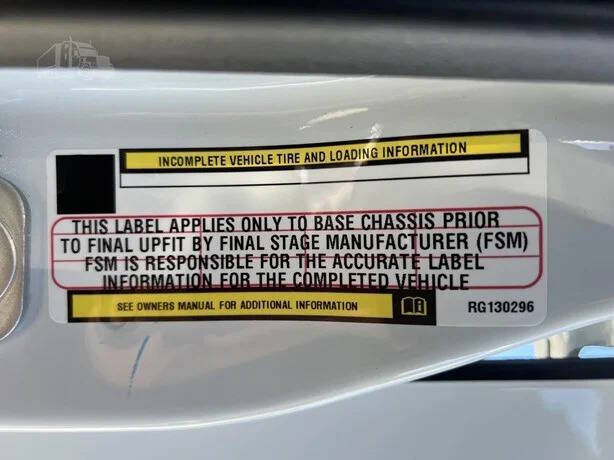 INCOMPLETE VEHICLE TIRE AND LOADING INFORMATION
THIS LABEL APPLIES ONLY TO BASE CHASSIS PRIOR
TO FINAL UPFIT BY FINAL STAGE MANUFACTURER (FSM)
FSM IS RESPONSIBLE FOR THE ACCURATE LABEL
INFORMATION FOR THE COMPLETED VEHICLE
SEE OWNERS MANUAL FOR ADDITIONAL INFORMATION
RG130296